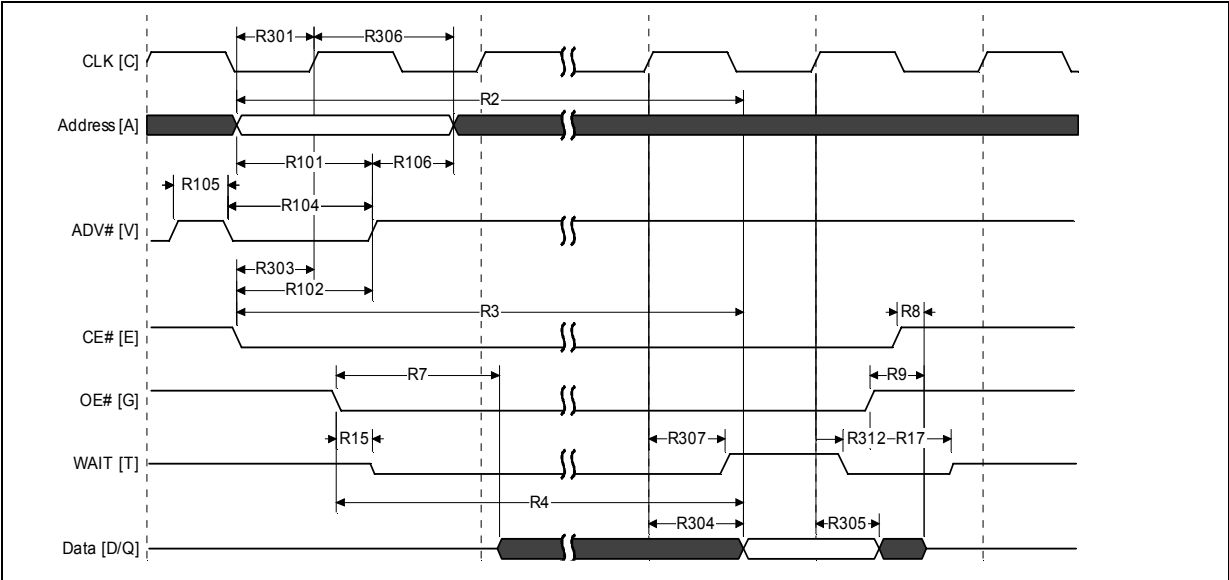 R301 R306
CLK [C]
R2
Address [A]
R101 R106
R105
R104
ADV# [V]
R303
R102
R3
R8
CE# [E]
R7
R9
OE# [G]
R15
R307
R312 R17
WAIT [T]
R4
R304
R305
Data [D/Q]